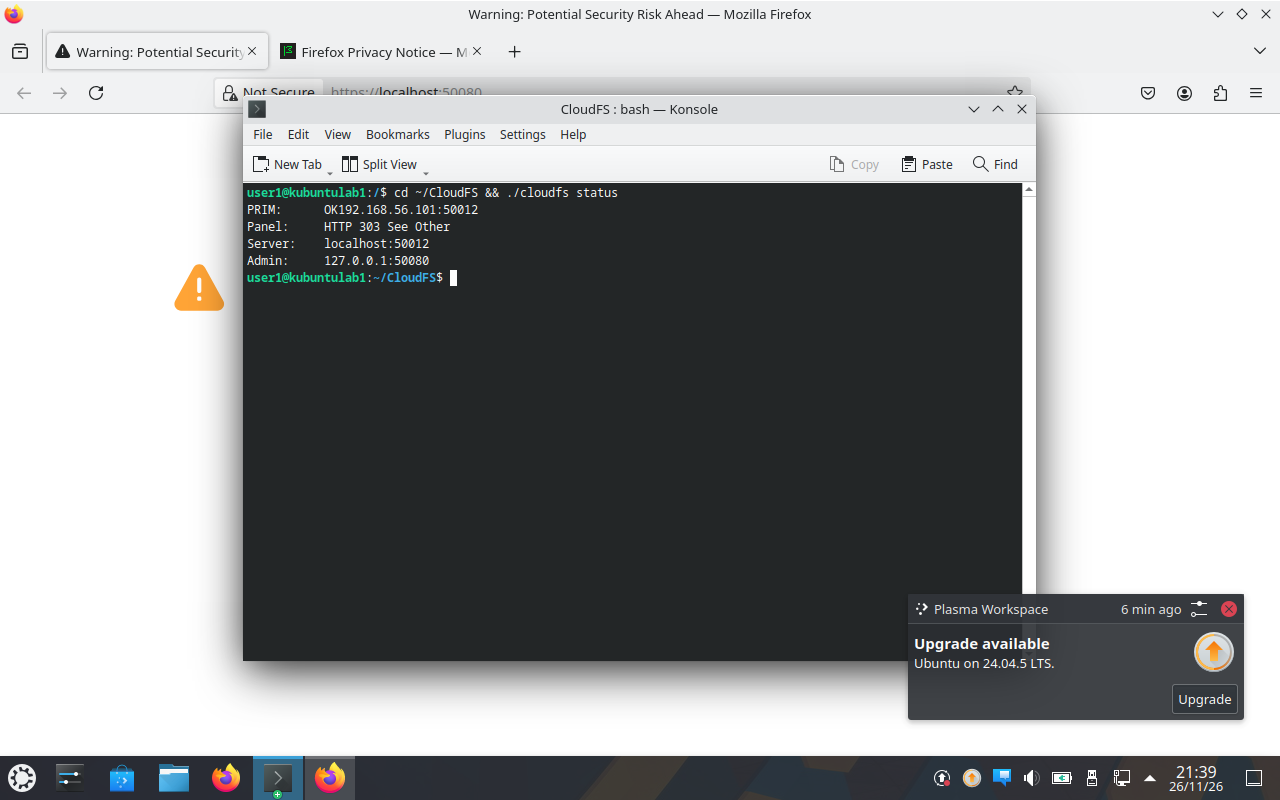 Warning: Potential Security Risk Ahead — Mozilla Firefox
Warning: Potential Security
Firefox Privacy Notice — M
Not Secure
https://localhost:50080
CloudFS : bash — Konsole
File Edit View Bookmarks Plugins Settings Help
New Tab Split View Copy Paste Find
user1@kubuntulab1:/$ cd ~/CloudFS && ./cloudfs status
PRIM: OK192.168.56.101:50012
Panel: HTTP 303 See Other
Server: localhost:50012
Admin: 127.0.0.1:50080
user1@kubuntulab1:~/CloudFS$
Plasma Workspace 6 min ago
Upgrade available
Ubuntu on 24.04.5 LTS.
Upgrade
21:39
26/11/26